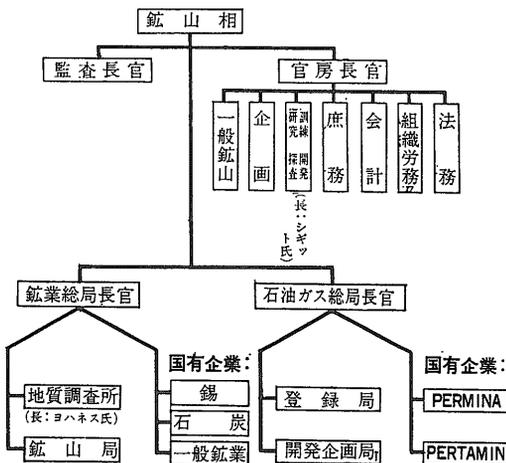 鉱山相
監査長官
官房長官
一般鉱山
企画
訓練 開発
研究 探査
(長:シギット氏)
庶務
会計
組織労務
法務
鉱業総局長官
石油ガス総局長官
地質調査所
(長:ヨハネス氏)
鉱山局
国有企業:
錫
石炭
一般鉱業
登録局
開発企画局
国有企業:
PERMINA
PERTAMIN